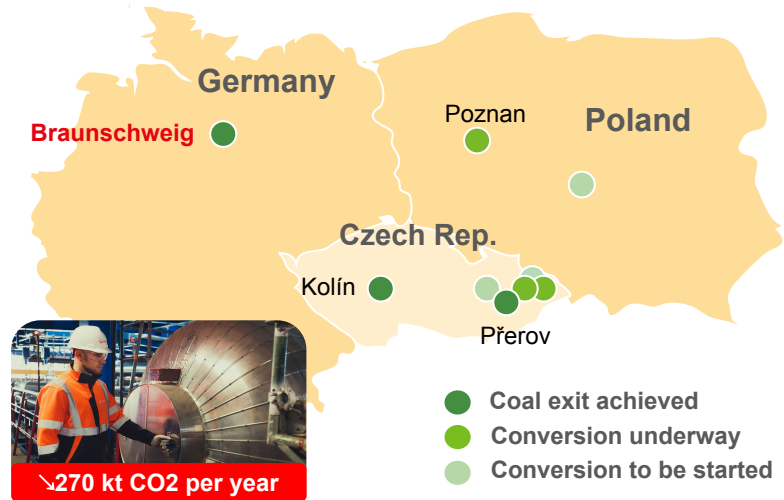 Germany
Braunschweig
Poznan
Poland
Czech Rep.
Kolín
Přerov
Coal exit achieved
Conversion underway
Conversion to be started
↘270 kt CO2 per year